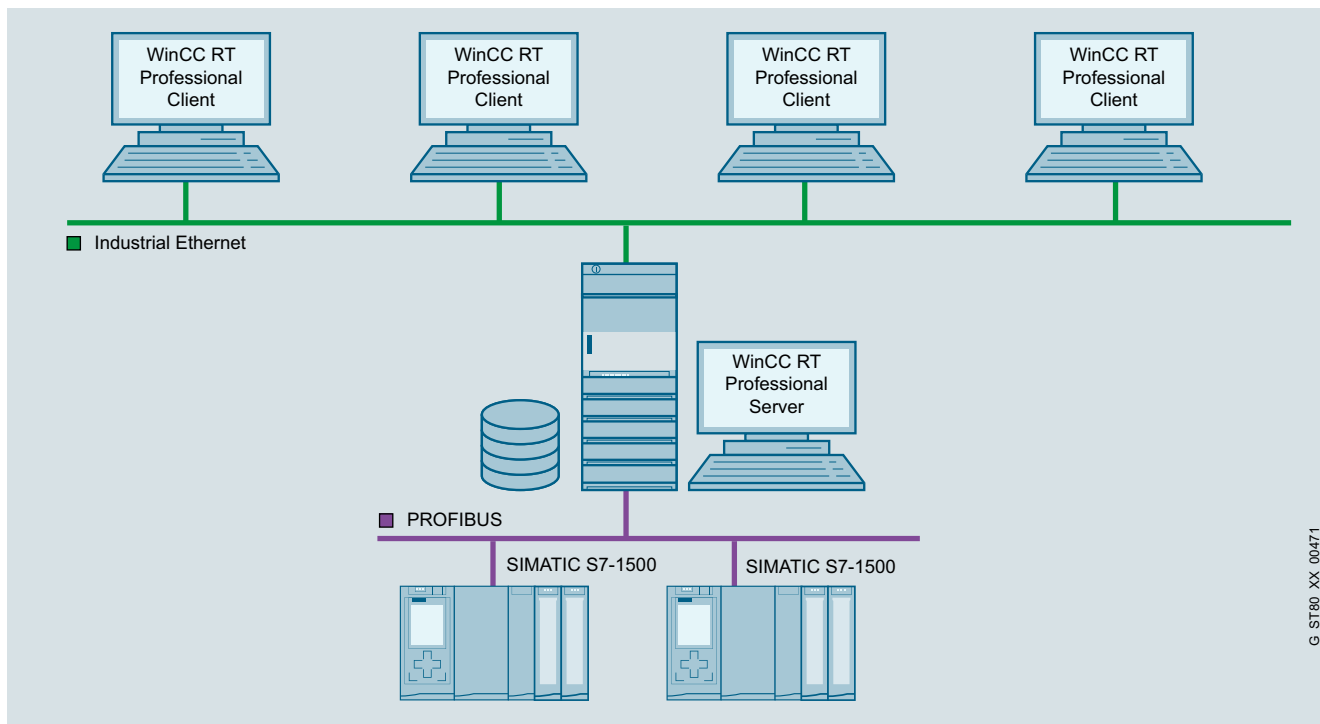 WinCC RT
Professional
Client
WinCC RT
Professional
Client
WinCC RT
Professional
Client
WinCC RT
Professional
Client
Industrial Ethernet
WinCC RT
Professional
Server
PROFIBUS
SIMATIC S7-1500
SIMATIC S7-1500
G_ST80_XX_00471